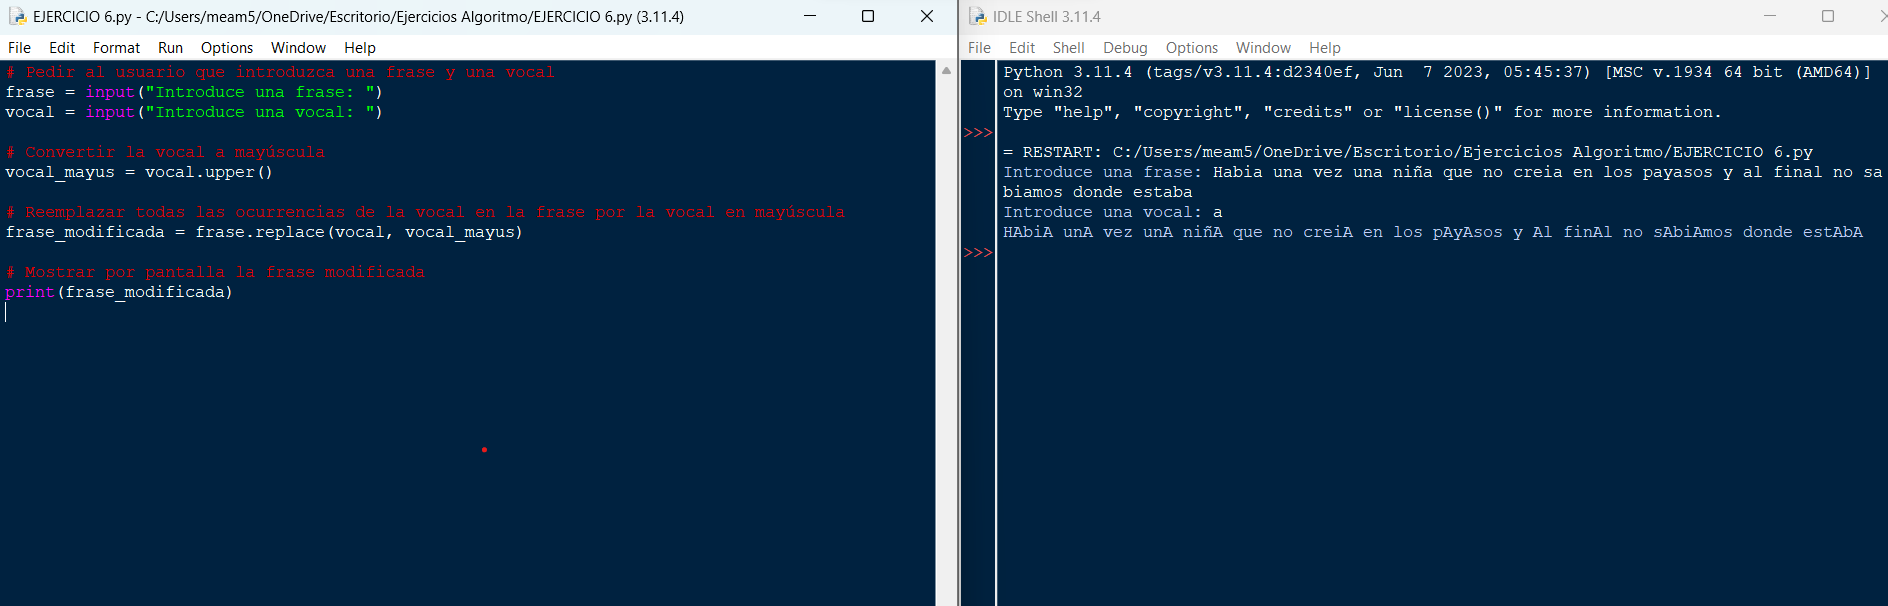 EJERCICIO 6.py - C:/Users/meam5/OneDrive/Escritorio/Ejercicios Algoritmo/EJERCICIO 6.py (3.11.4)
File Edit Format Run Options Window Help
# Pedir al usuario que introduzca una frase y una vocal
frase = input("Introduce una frase: ")
vocal = input("Introduce una vocal: ")
# Convertir la vocal a mayúscula
vocal_mayus = vocal.upper()
# Reemplazar todas las ocurrencias de la vocal en la frase por la vocal en mayúscula
frase_modificada = frase.replace(vocal, vocal_mayus)
# Mostrar por pantalla la frase modificada
print(frase_modificada)
IDLE Shell 3.11.4
File Edit Shell Debug Options Window Help
Python 3.11.4 (tags/v3.11.4:d2340ef, Jun  7 2023, 05:45:37) [MSC v.1934 64 bit (AMD64)]
on win32
Type "help", "copyright", "credits" or "license()" for more information.
>>>
= RESTART: C:/Users/meam5/OneDrive/Escritorio/Ejercicios Algoritmo/EJERCICIO 6.py
Introduce una frase: Habia una vez una niña que no creia en los payasos y al final no sa
biamos donde estaba
Introduce una vocal: a
HAbiA unA vez unA niñA que no creiA en los pAyAsos y Al finAl no sAbiAmos donde estAbA
>>>